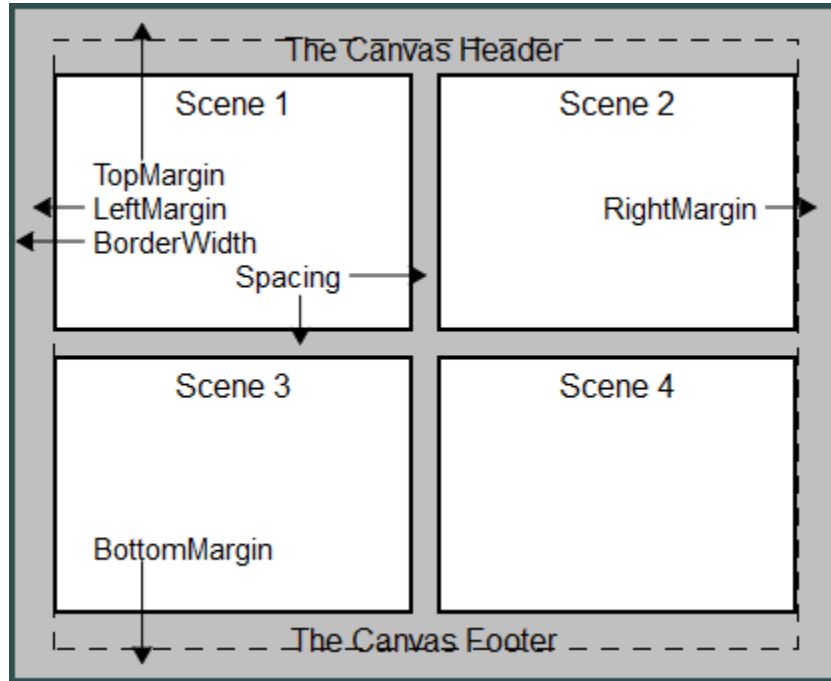 The Canvas Header
Scene 1
Scene 2
TopMargin
LeftMargin
RightMargin
BorderWidth
Spacing
Scene 3
Scene 4
BottomMargin
The Canvas Footer